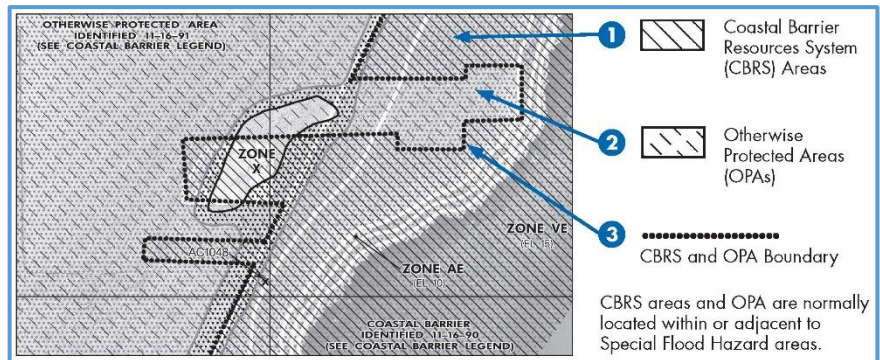 OTHERWISE PROTECTED AREA
IDENTIFIED 11-16-91
(SEE COASTAL BARRIER LEGEND)
ZONE
X
AC1048
X
ZONE AE
(EL 10)
ZONE VE
(EL 15)
COASTAL BARRIER
IDENTIFIED 11-16-90
(SEE COASTAL BARRIER LEGEND)
1
Coastal Barrier
Resources System
(CBRS) Areas
2
Otherwise
Protected Areas
(OPAs)
3
CBRS and OPA Boundary
CBRS areas and OPA are normally
located within or adjacent to
Special Flood Hazard areas.